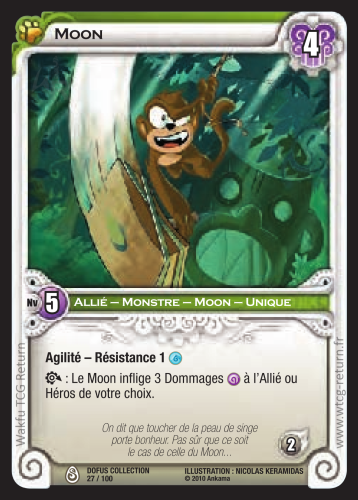 Moon
4
Nv 5 Allié – Monstre – Moon – Unique
Agilité – Résistance 1
: Le Moon inflige 3 Dommages à l'Allié ou
Héros de votre choix.
On dit que toucher de la peau de singe
porte bonheur. Pas sûr que ce soit
le cas de celle du Moon...
2
Wakfu TCG Return
www.wtcg-return.fr
DOFUS COLLECTION
27 / 100
ILLUSTRATION : NICOLAS KERAMIDAS
© 2010 Ankama